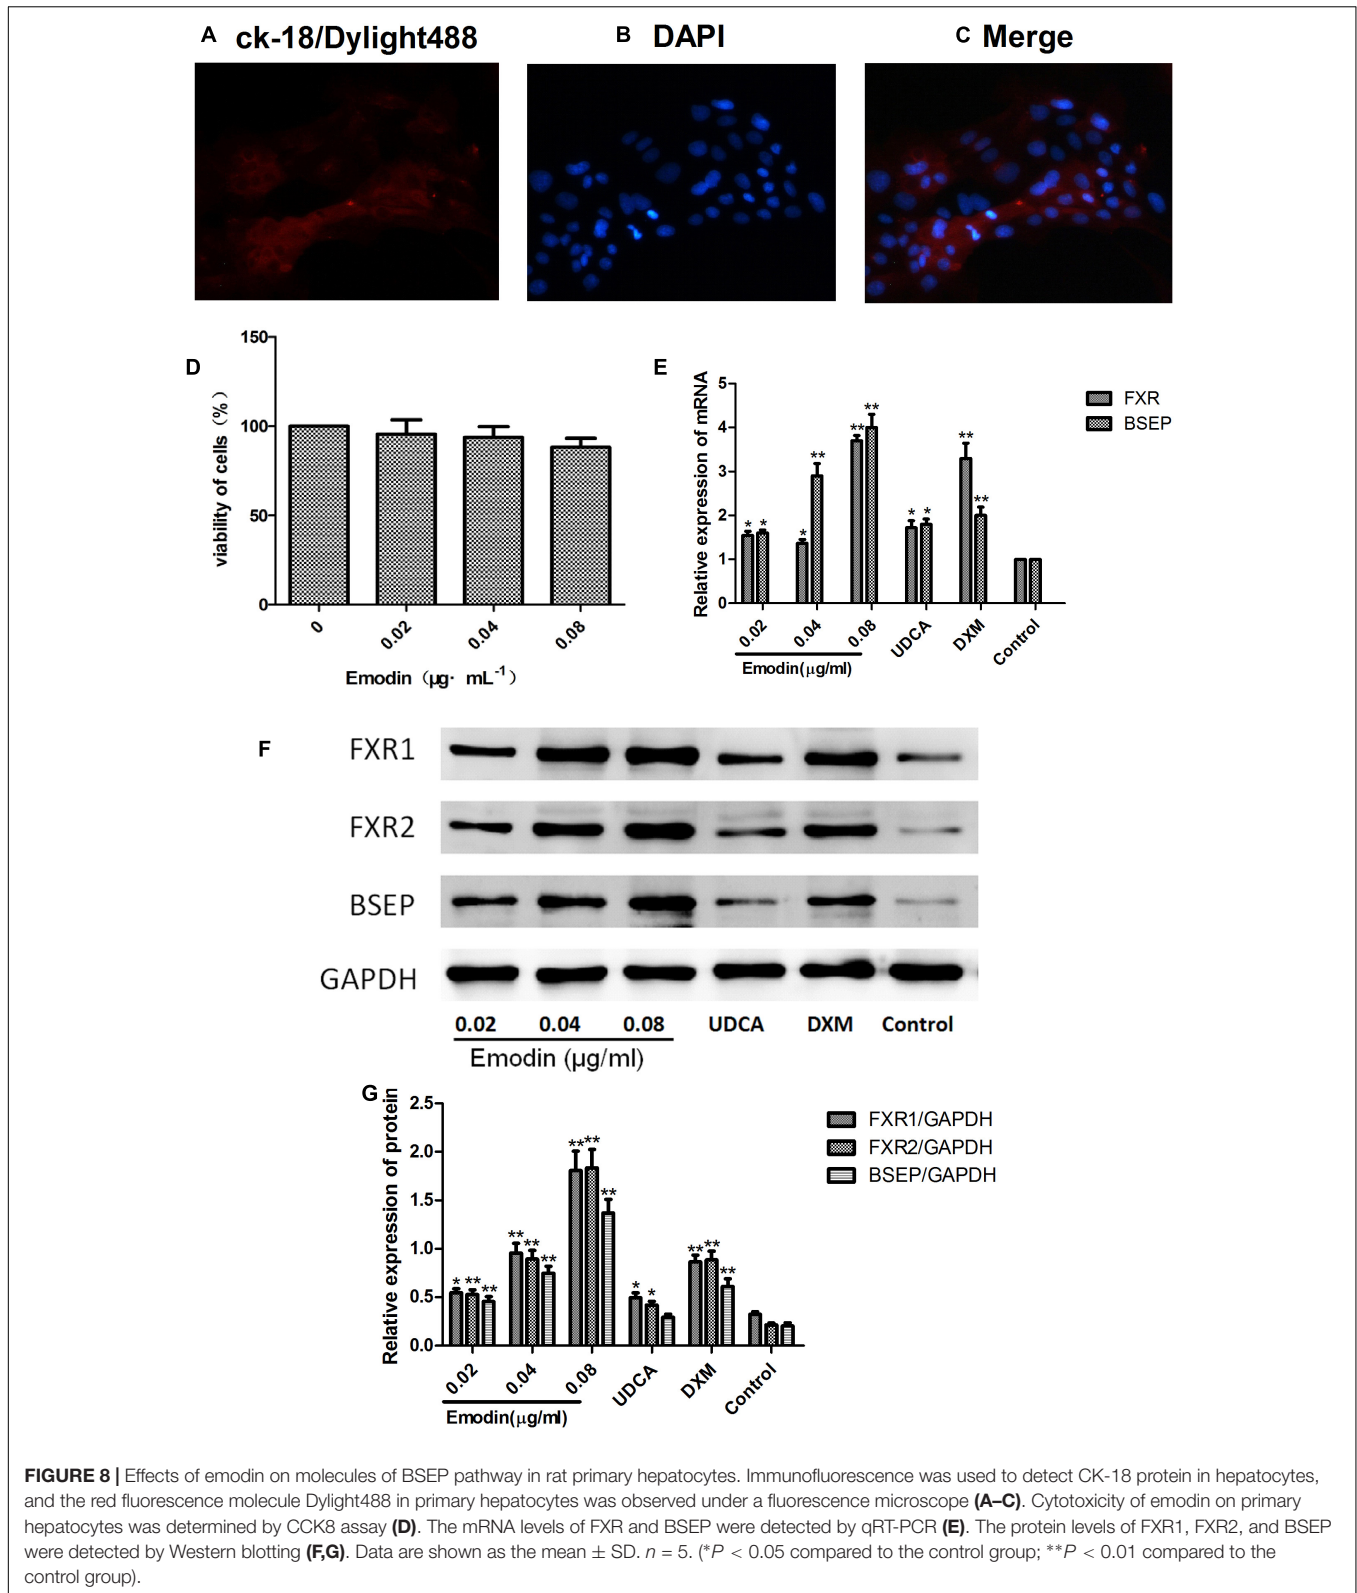 A ck-18/Dylight488
B DAPI
C Merge
D
150
100
50
0
viability of cells (%)
0
0.02
0.04
0.08
Emodin (μg· mL-1)
E
5
4
3
2
1
0
Relative expression of mRNA
* * * ** ** ** * * ** **
0.02
0.04
0.08
UDCA
DXM
Control
Emodin(μg/ml)
FXR
BSEP
F
FXR1
FXR2
BSEP
GAPDH
0.02 0.04 0.08 UDCA DXM Control
Emodin (μg/ml)
G
2.5
2.0
1.5
1.0
0.5
0.0
Relative expression of protein
* ** ** ** ** ** ** ** ** * * ** ** **
0.02
0.04
0.08
UDCA
DXM
Control
Emodin(μg/ml)
FXR1/GAPDH
FXR2/GAPDH
BSEP/GAPDH
FIGURE 8 | Effects of emodin on molecules of BSEP pathway in rat primary hepatocytes. Immunofluorescence was used to detect CK-18 protein in hepatocytes,
and the red fluorescence molecule Dylight488 in primary hepatocytes was observed under a fluorescence microscope (A–C). Cytotoxicity of emodin on primary
hepatocytes was determined by CCK8 assay (D). The mRNA levels of FXR and BSEP were detected by qRT-PCR (E). The protein levels of FXR1, FXR2, and BSEP
were detected by Western blotting (F,G). Data are shown as the mean ± SD. n = 5. (*P < 0.05 compared to the control group; **P < 0.01 compared to the
control group).